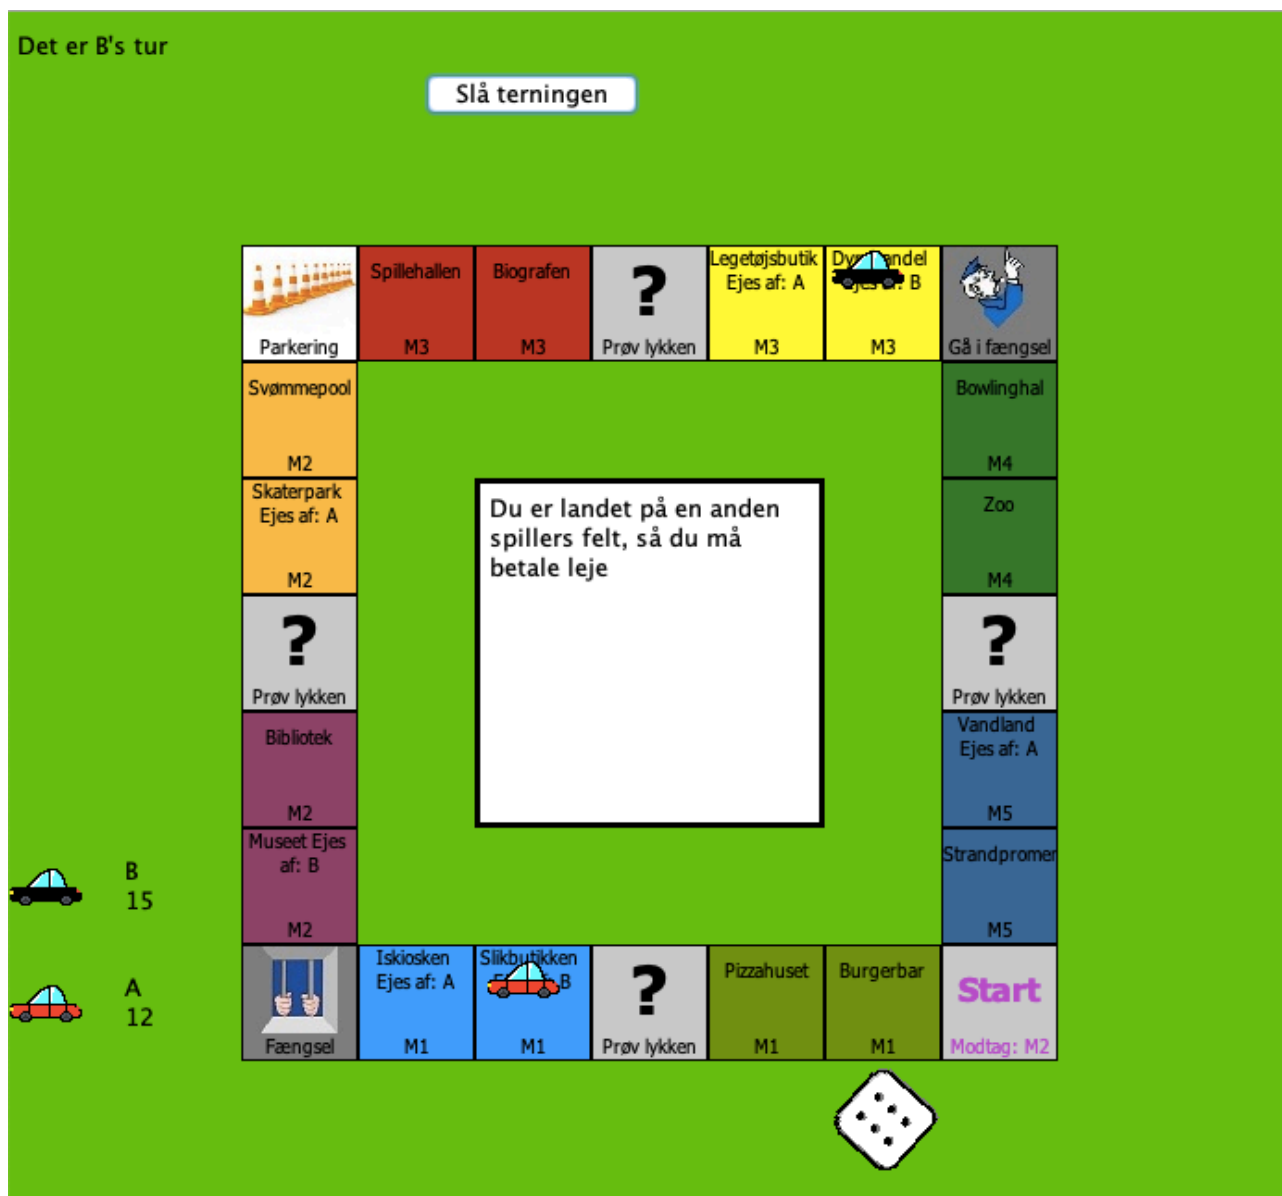 Det er B's tur
Slå terningen
Spillehallen
M3
Biografen
M3
?
Prøv lykken
Legetøjsbutik
Ejes af: A
M3
B
M3
Parkering
Gå i fængsel
Svømmepool
M2
Bowlinghal
M4
Skaterpark
Ejes af: A
M2
Zoo
M4
Du er landet på en anden
spillers felt, så du må
betale leje
?
Prøv lykken
?
Prøv lykken
Bibliotek
M2
Vandland
Ejes af: A
M5
Museet Ejes
af: B
M2
Strandpromer
M5
B
15
A
12
Fængsel
Iskiosken
Ejes af: A
M1
Slikbutikken
B
M1
?
Prøv lykken
Pizzahuset
M1
Burgerbar
M1
Start
Modtag: M2